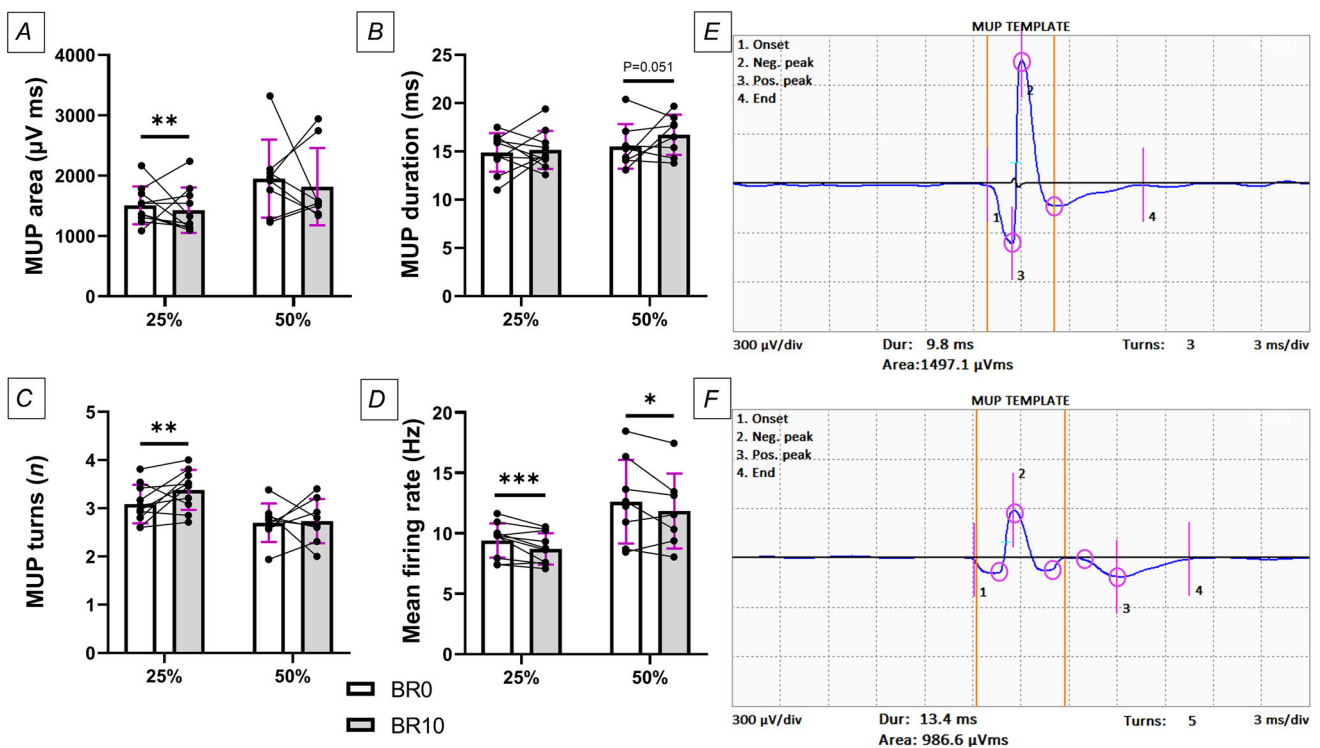 A
MUP area (µV ms)
4000
3000
2000
1000
0
**
25%
50%
B
MUP duration (ms)
25
20
15
10
5
0
P=0.051
25%
50%
E
MUP TEMPLATE
1. Onset
2. Neg. peak
3. Pos. peak
4. End
2
1
3
4
300 µV/div
Dur: 9.8 ms
Turns: 3
3 ms/div
Area:1497.1 µVms
C
MUP turns (n)
5
4
3
2
1
0
**
25%
50%
D
Mean firing rate (Hz)
20
15
10
5
0
***
*
25%
50%
BR0
BR10
F
MUP TEMPLATE
1. Onset
2. Neg. peak
3. Pos. peak
4. End
2
1
3
4
300 µV/div
Dur: 13.4 ms
Turns: 5
3 ms/div
Area: 986.6 µVms